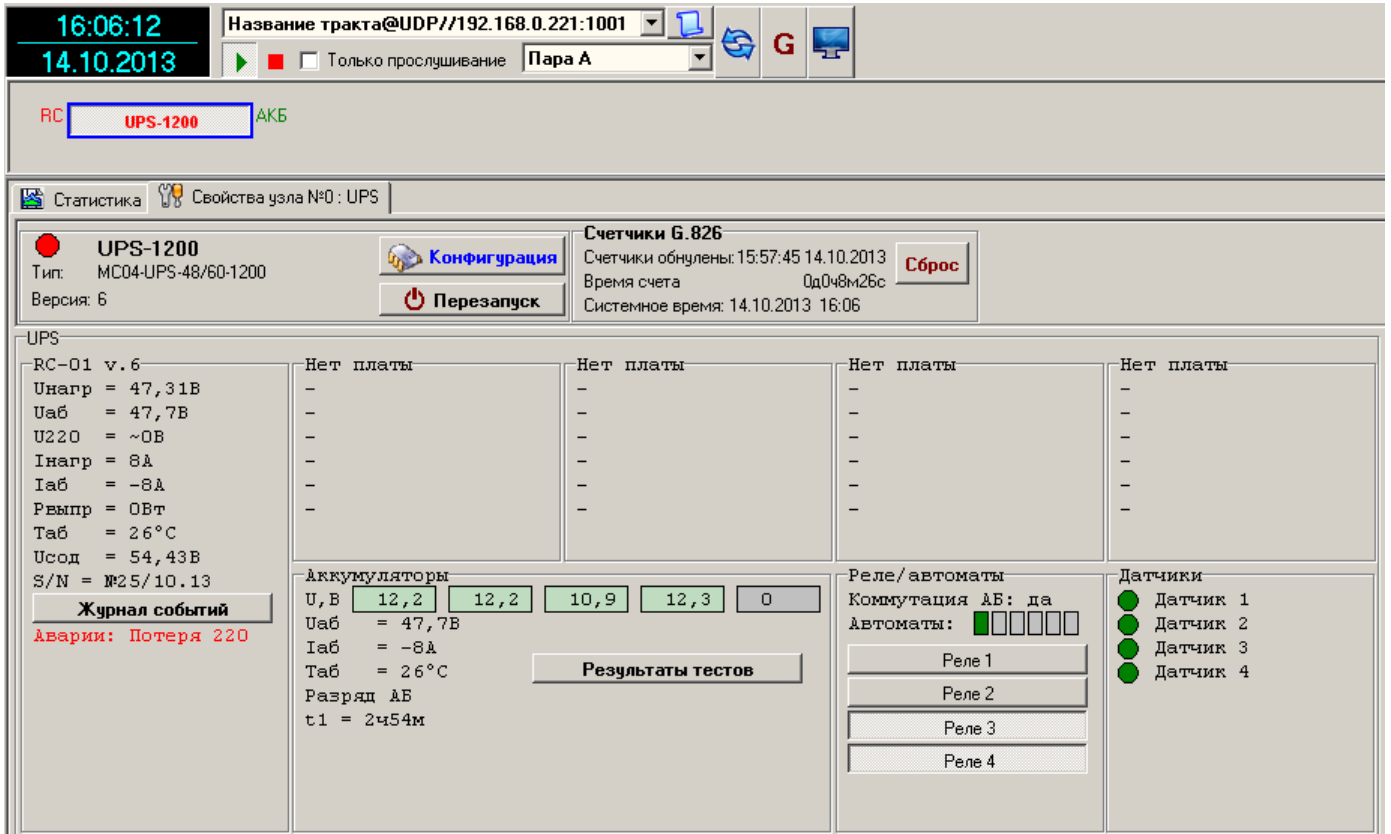 16:06:12
14.10.2013
Название тракта@UDP//192.168.0.221:1001
Только прослушивание
Пара А
G
RC
UPS-1200
АКБ
Статистика
Свойства узла №0 : UPS
UPS-1200
Тип: MC04-UPS-48/60-1200
Версия: 6
Конфигурация
Перезапуск
Счетчики G.826
Счетчики обнулены: 15:57:45 14.10.2013
Время счета 0д0ч8м26с
Системное время: 14.10.2013 16:06
Сброс
UPS
RC-01 v.6
Uнагр = 47,31В
Uаб = 47,7В
U220 = ~0В
Iнагр = 8А
Iаб = -8А
Pвыпр = 0Вт
Tаб = 26°C
Uсод = 54,43В
S/N = №25/10.13
Журнал событий
Аварии: Потеря 220
Нет платы
-
-
-
-
-
-
Нет платы
-
-
-
-
-
-
Нет платы
-
-
-
-
-
-
Нет платы
-
-
-
-
-
-
Аккумуляторы
U,В 12,2 12,2 10,9 12,3 0
Uаб = 47,7В
Iаб = -8А
Tаб = 26°C
Разряд АБ
t1 = 2ч54м
Результаты тестов
Реле/автоматы
Коммутация АБ: да
Автоматы:
Реле 1
Реле 2
Реле 3
Реле 4
Датчики
Датчик 1
Датчик 2
Датчик 3
Датчик 4